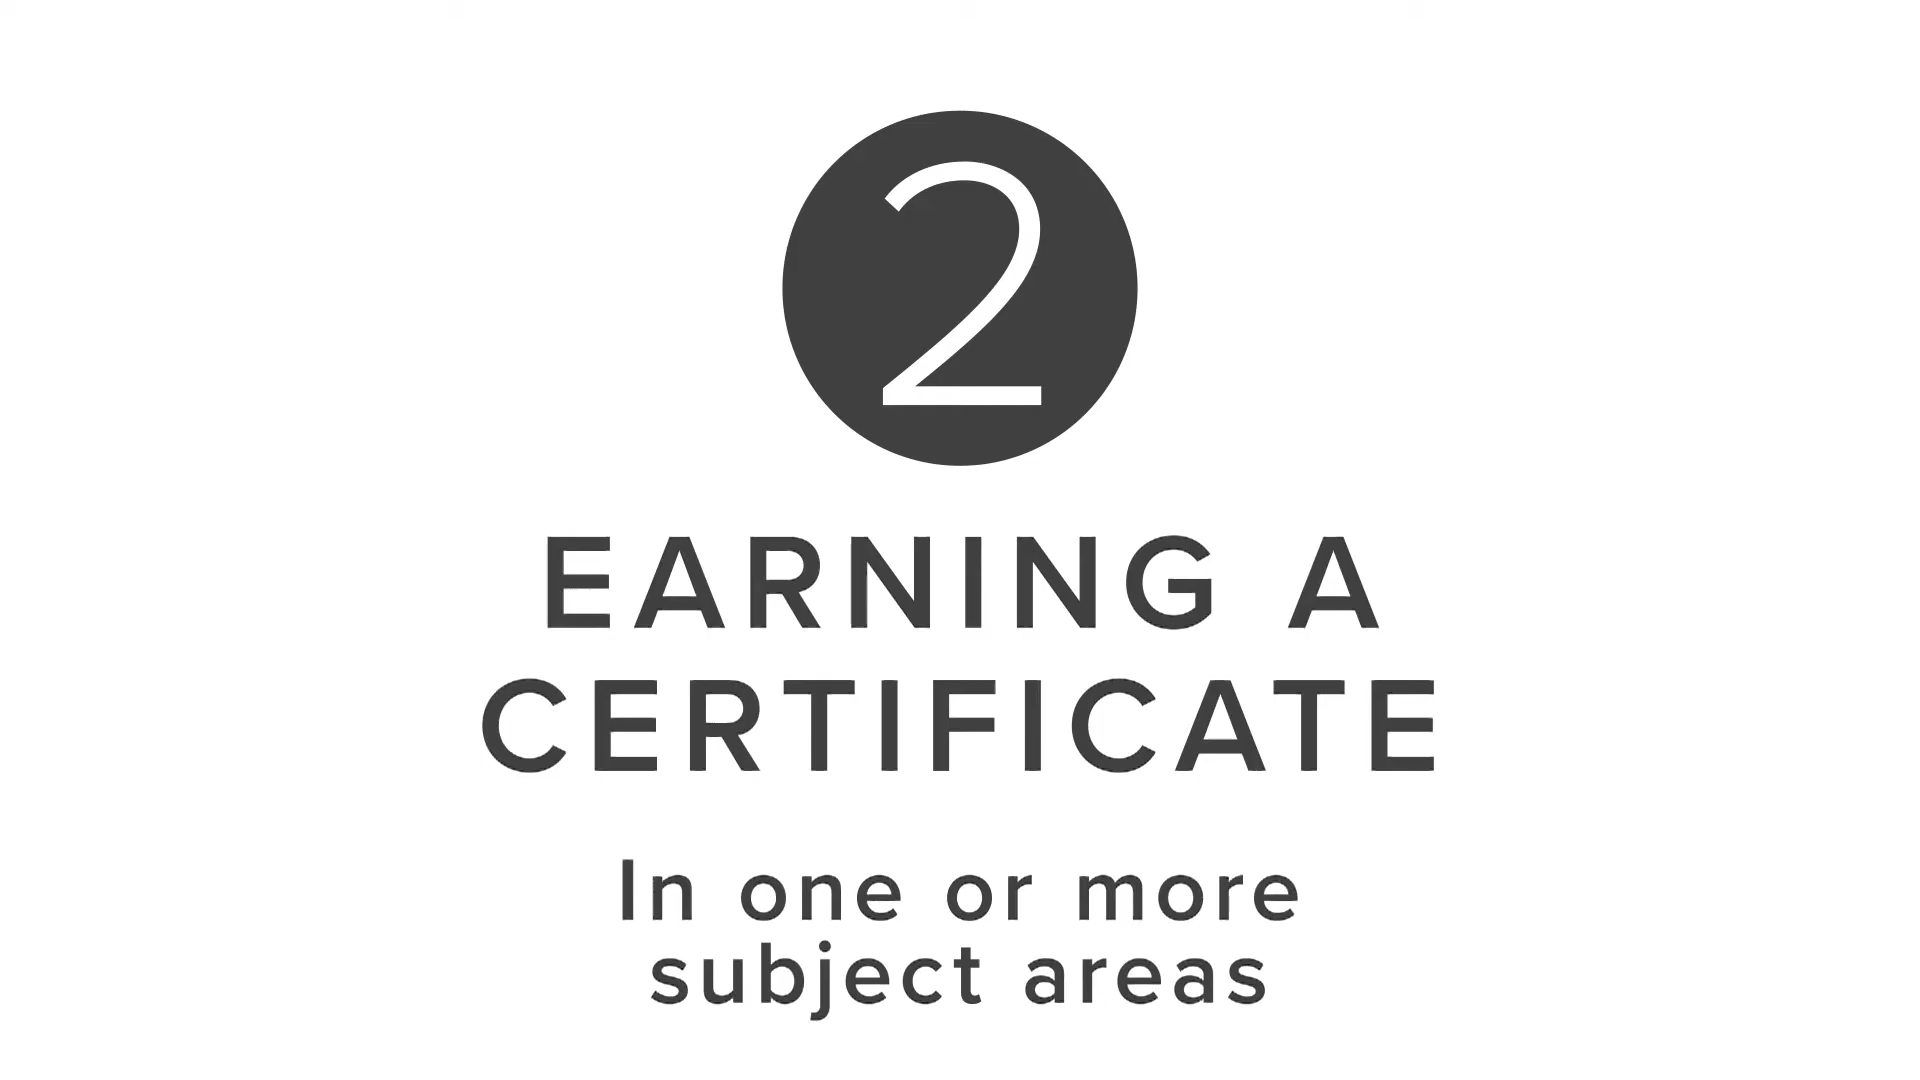 2
EARNING A
CERTIFICATE
In one or more
subject areas